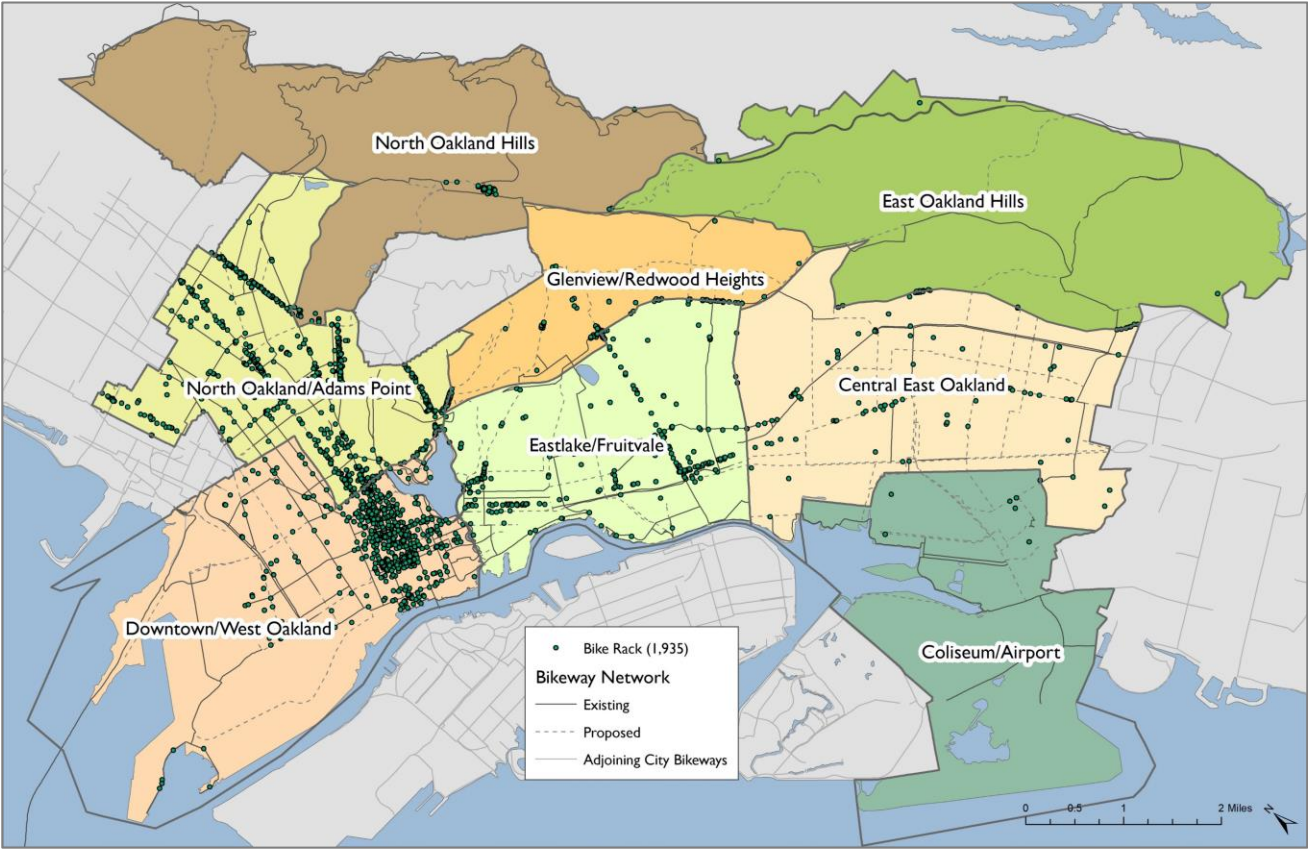 North Oakland Hills
East Oakland Hills
Glenview/Redwood Heights
North Oakland/Adams Point
Central East Oakland
Eastlake/Fruitvale
Downtown/West Oakland
Coliseum/Airport
Bike Rack (1,935)
Bikeway Network
Existing
Proposed
Adjoining City Bikeways
0 0.5 1 2 Miles
N